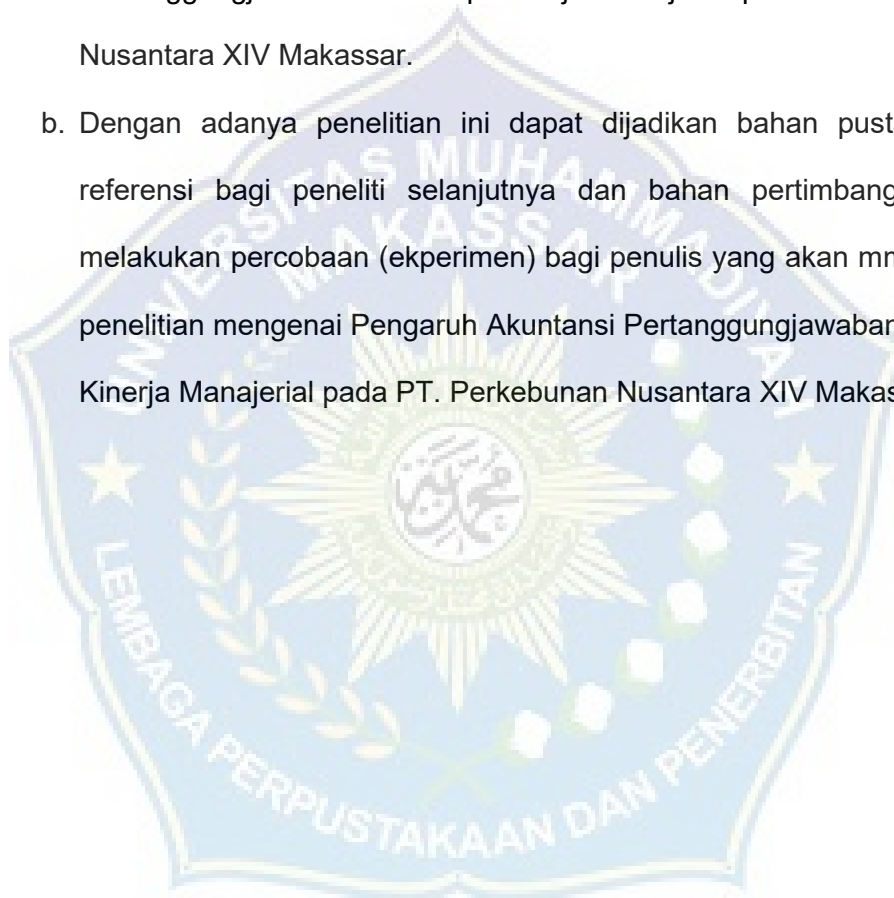 Nusantara XIV Makassar.
b. Dengan adanya penelitian ini dapat dijadikan bahan pust
referensi bagi peneliti selanjutnya dan bahan pertimbang
melakukan percobaan (ekperimen) bagi penulis yang akan mn
penelitian mengenai Pengaruh Akuntansi Pertanggungjawaban
Kinerja Manajerial pada PT. Perkebunan Nusantara XIV Makas
UNIVERSITAS MUHAMMADIYAH
MAKASSAR
LEMBAGA PERPUSTAKAAN DAN PENERBITAN